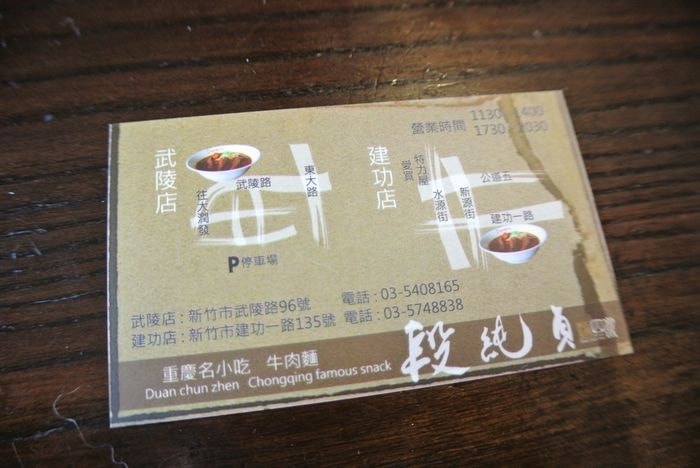 營業時間 1130 1400
1730 2030
武陵店
往大潤發
武陵路
東大路
P停車場
建功店
愛買
特力屋
水源街
新源街
公道五
建功一路
武陵店 : 新竹市武陵路96號 電話 : 03-5408165
建功店 : 新竹市建功一路135號 電話 : 03-5748838
重慶名小吃 牛肉麵
Duan chun zhen Chongqing famous snack
段純貞